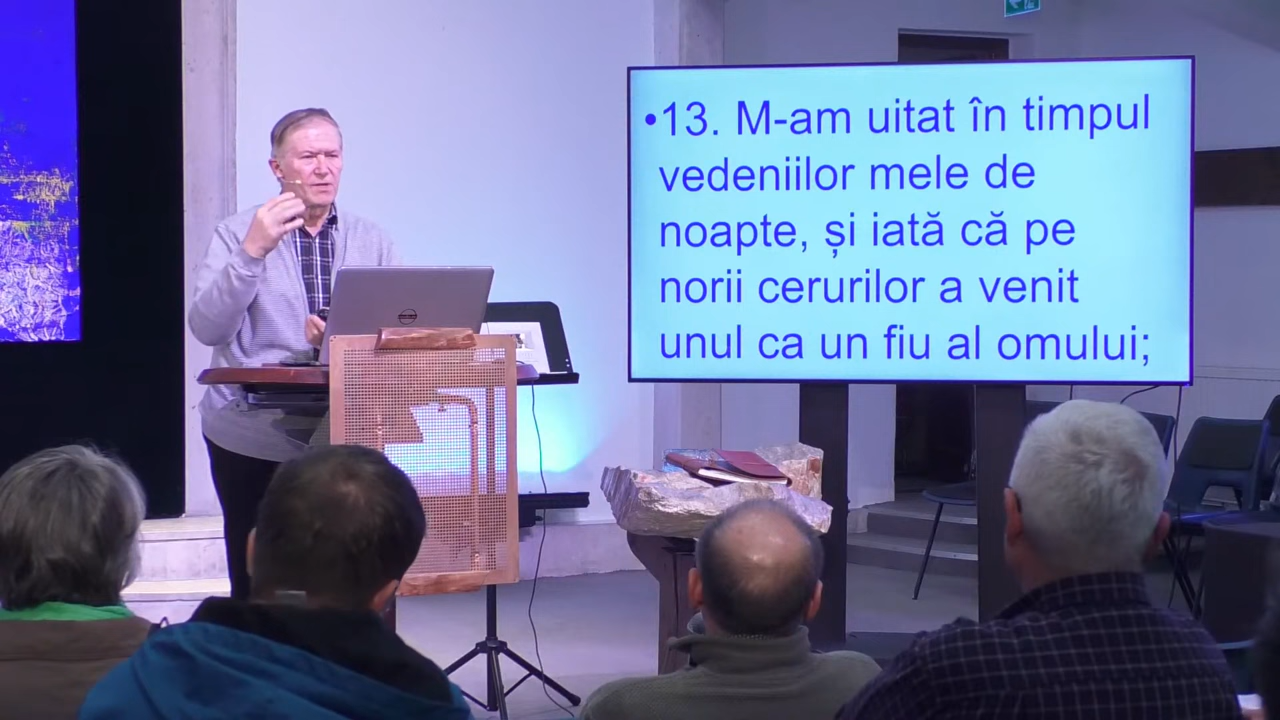 •13. M-am uitat în timpul
vedeniilor mele de
noapte, și iată că pe
norii cerurilor a venit
unul ca un fiu al omului;